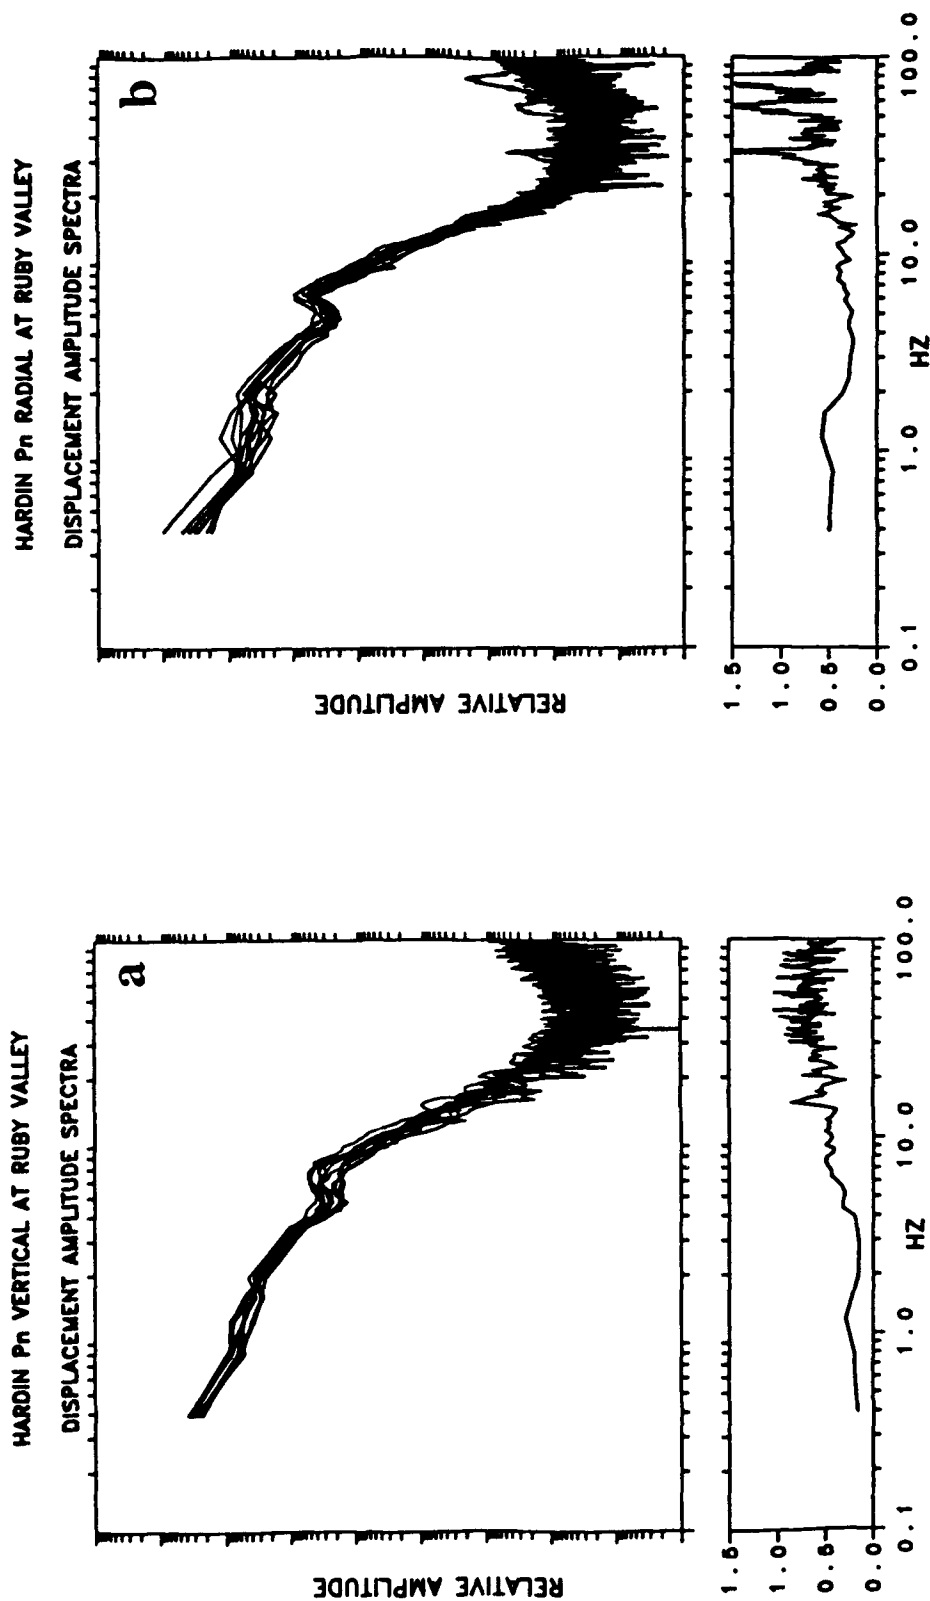 HARDIN Pn VERTICAL AT RUBY VALLEY
DISPLACEMENT AMPLITUDE SPECTRA
a
RELATIVE AMPLITUDE
1.5
1.0
0.5
0.0
0.1
1.0
10.0
100.0
HZ
HARDIN Pn RADIAL AT RUBY VALLEY
DISPLACEMENT AMPLITUDE SPECTRA
b
RELATIVE AMPLITUDE
1.5
1.0
0.5
0.0
0.1
1.0
10.0
100.0
HZ